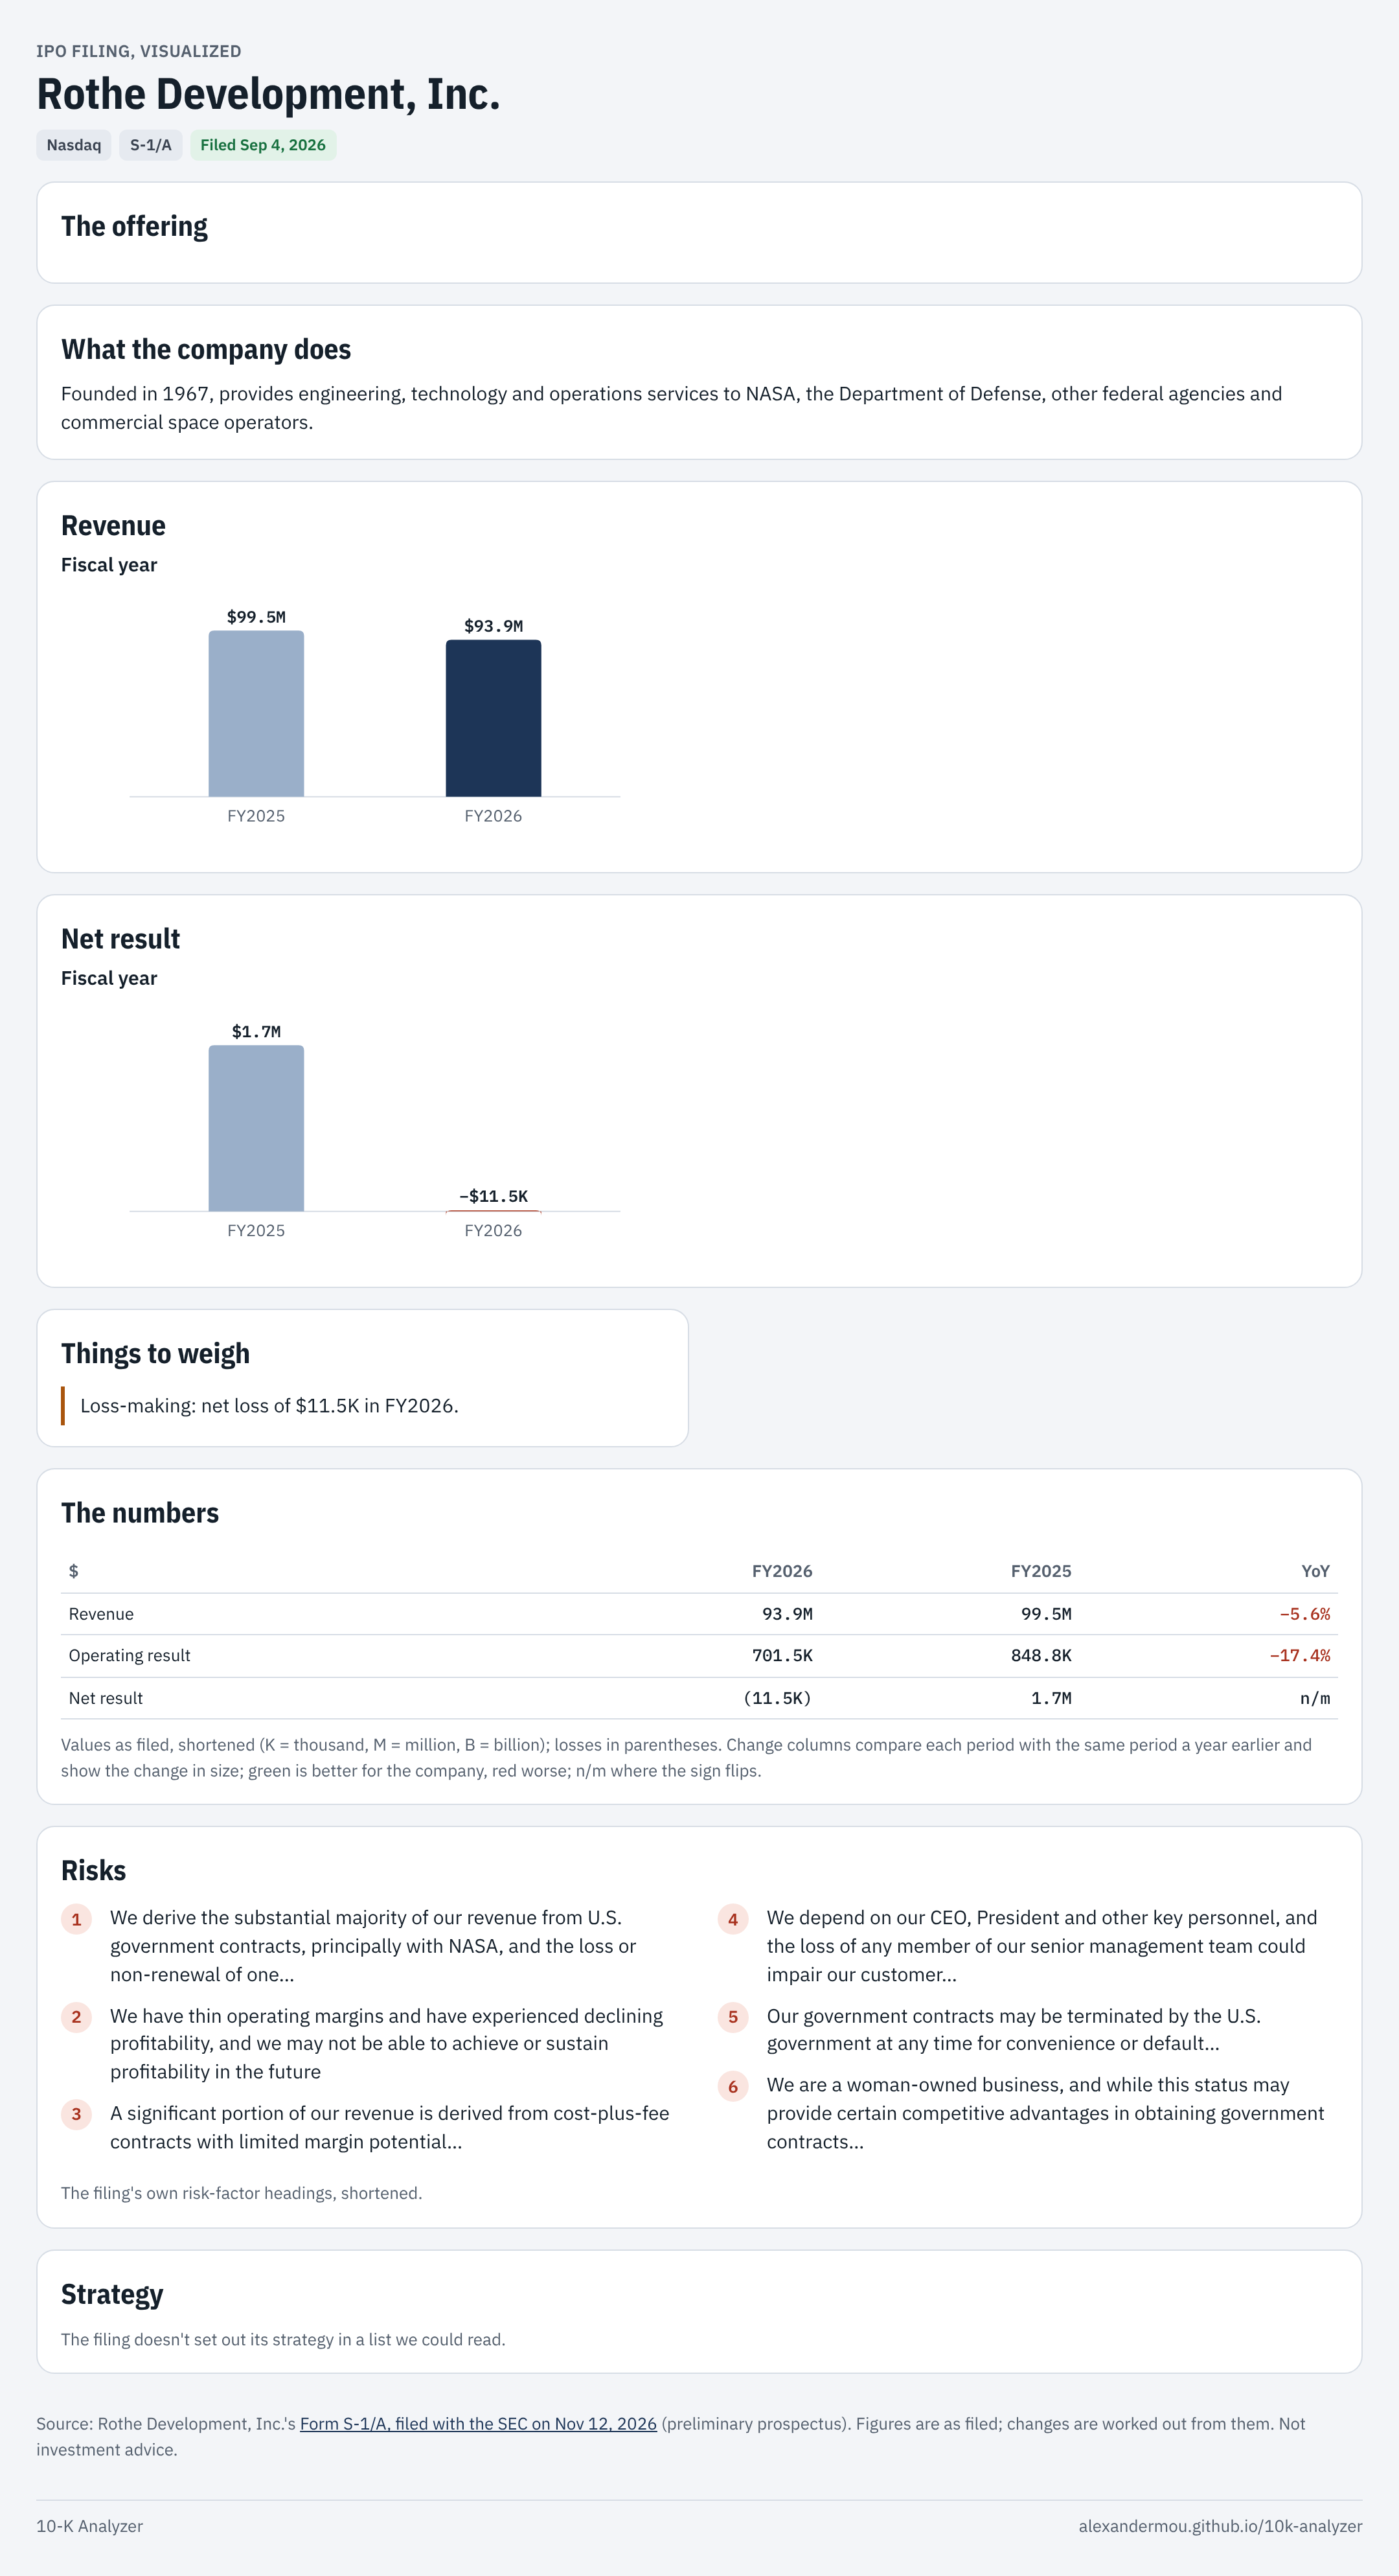 IPO FILING, VISUALIZED
Rothe Development, Inc.
Nasdaq S-1/A Filed Sep 4, 2026
The offering
What the company does
Founded in 1967, provides engineering, technology and operations services to NASA, the Department of Defense, other federal agencies and
commercial space operators.
Revenue
Fiscal year
$99.5M
$93.9M
FY2025
FY2026
Net result
Fiscal year
$1.7M
−$11.5K
FY2025
FY2026
Things to weigh
Loss-making: net loss of $11.5K in FY2026.
The numbers
$ FY2026 FY2025 YoY
Revenue 93.9M 99.5M −5.6%
Operating result 701.5K 848.8K −17.4%
Net result (11.5K) 1.7M n/m
Values as filed, shortened (K = thousand, M = million, B = billion); losses in parentheses. Change columns compare each period with the same period a year earlier and
show the change in size; green is better for the company, red worse; n/m where the sign flips.
Risks
1 We derive the substantial majority of our revenue from U.S.
government contracts, principally with NASA, and the loss or
non-renewal of one…
2 We have thin operating margins and have experienced declining
profitability, and we may not be able to achieve or sustain
profitability in the future
3 A significant portion of our revenue is derived from cost-plus-fee
contracts with limited margin potential…
4 We depend on our CEO, President and other key personnel, and
the loss of any member of our senior management team could
impair our customer…
5 Our government contracts may be terminated by the U.S.
government at any time for convenience or default…
6 We are a woman-owned business, and while this status may
provide certain competitive advantages in obtaining government
contracts…
The filing's own risk-factor headings, shortened.
Strategy
The filing doesn't set out its strategy in a list we could read.
Source: Rothe Development, Inc.'s Form S-1/A, filed with the SEC on Nov 12, 2026 (preliminary prospectus). Figures are as filed; changes are worked out from them. Not
investment advice.
10-K Analyzer
alexandermou.github.io/10k-analyzer